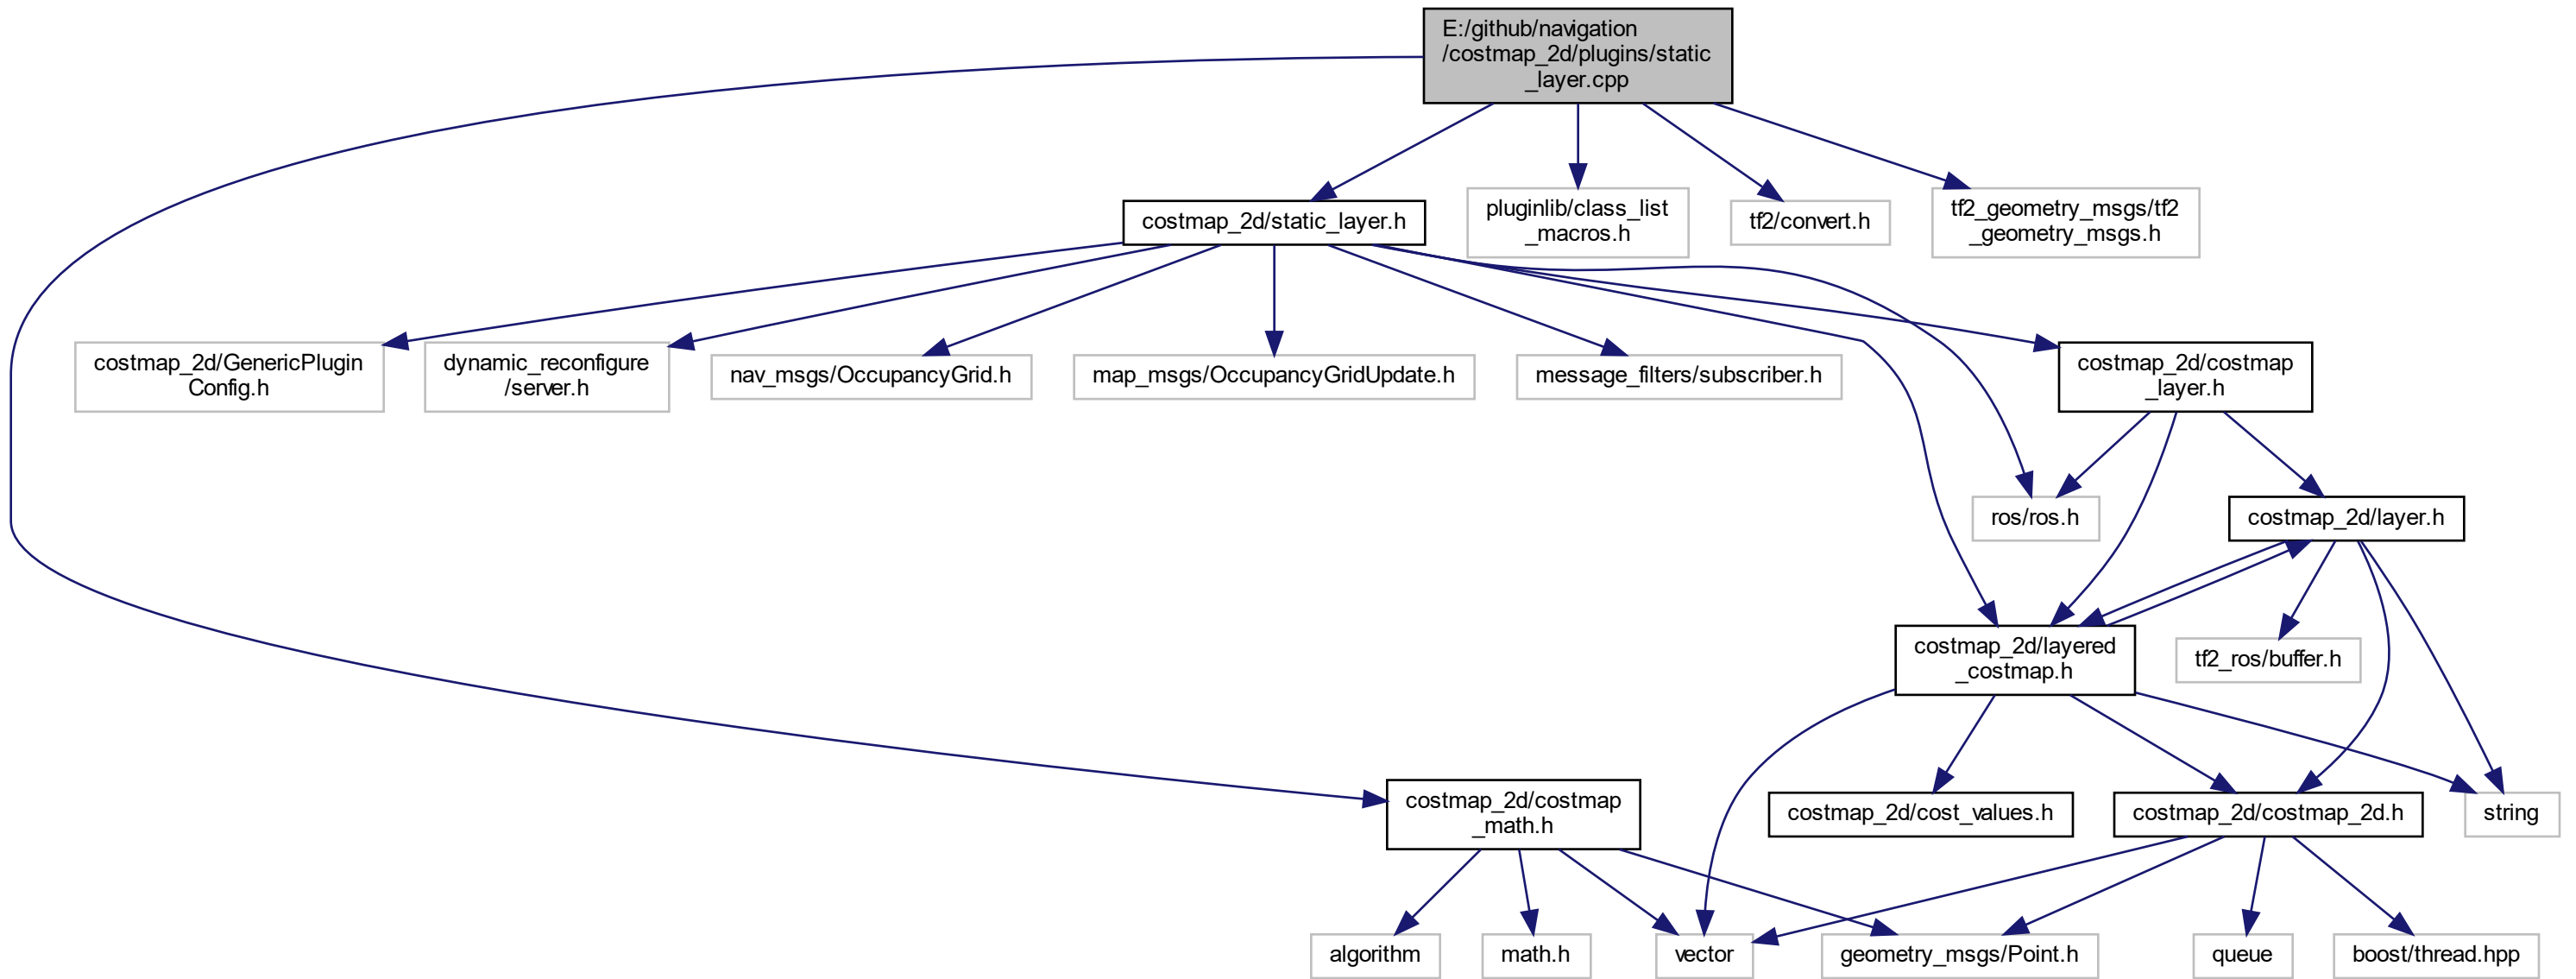 E:/github/navigation
/costmap_2d/plugins/static
_layer.cpp
costmap_2d/static_layer.h
pluginlib/class_list
_macros.h
tf2/convert.h
tf2_geometry_msgs/tf2
_geometry_msgs.h
costmap_2d/GenericPlugin
Config.h
dynamic_reconfigure
/server.h
nav_msgs/OccupancyGrid.h
map_msgs/OccupancyGridUpdate.h
message_filters/subscriber.h
costmap_2d/costmap
_layer.h
ros/ros.h
costmap_2d/layer.h
costmap_2d/layered
_costmap.h
tf2_ros/buffer.h
costmap_2d/costmap
_math.h
costmap_2d/cost_values.h
costmap_2d/costmap_2d.h
string
algorithm
math.h
vector
geometry_msgs/Point.h
queue
boost/thread.hpp